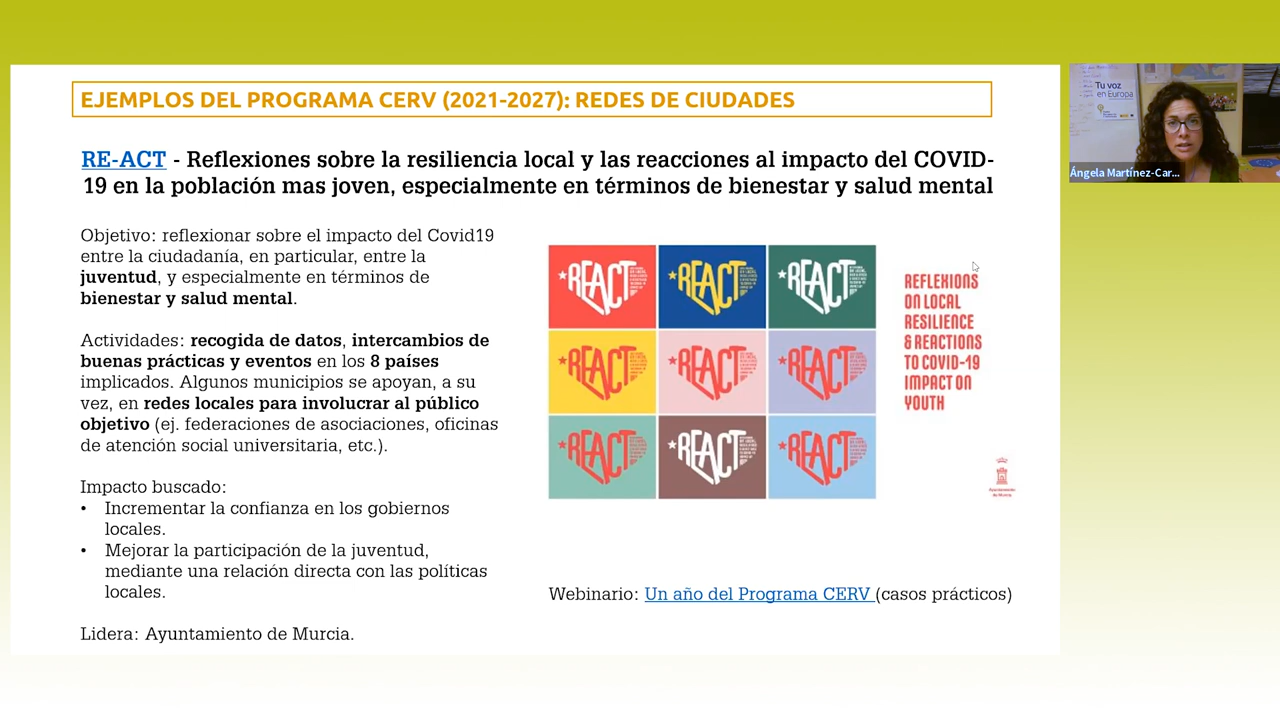 EJEMPLOS DEL PROGRAMA CERV (2021-2027): REDES DE CIUDADES
RE-ACT - Reflexiones sobre la resiliencia local y las reacciones al impacto del COVID-
19 en la población mas joven, especialmente en términos de bienestar y salud mental
Objetivo: reflexionar sobre el impacto del Covid19
entre la ciudadanía, en particular, entre la
juventud, y especialmente en términos de
bienestar y salud mental.
Actividades: recogida de datos, intercambios de
buenas prácticas y eventos en los 8 países
implicados. Algunos municipios se apoyan, a su
vez, en redes locales para involucrar al público
objetivo (ej. federaciones de asociaciones, oficinas
de atención social universitaria, etc.).
Impacto buscado:
• Incrementar la confianza en los gobiernos
locales.
• Mejorar la participación de la juventud,
mediante una relación directa con las políticas
locales.
Lidera: Ayuntamiento de Murcia.
REACT REACT REACT
REACT REACT REACT
REACT REACT REACT
REFLEXIONS
ON LOCAL
RESILIENCE
& REACTIONS
TO COVID-19
IMPACT ON
YOUTH
Ayuntamiento
de Murcia
Webinario: Un año del Programa CERV (casos prácticos)
Tu voz
en Europa
Ángela Martínez-Car...